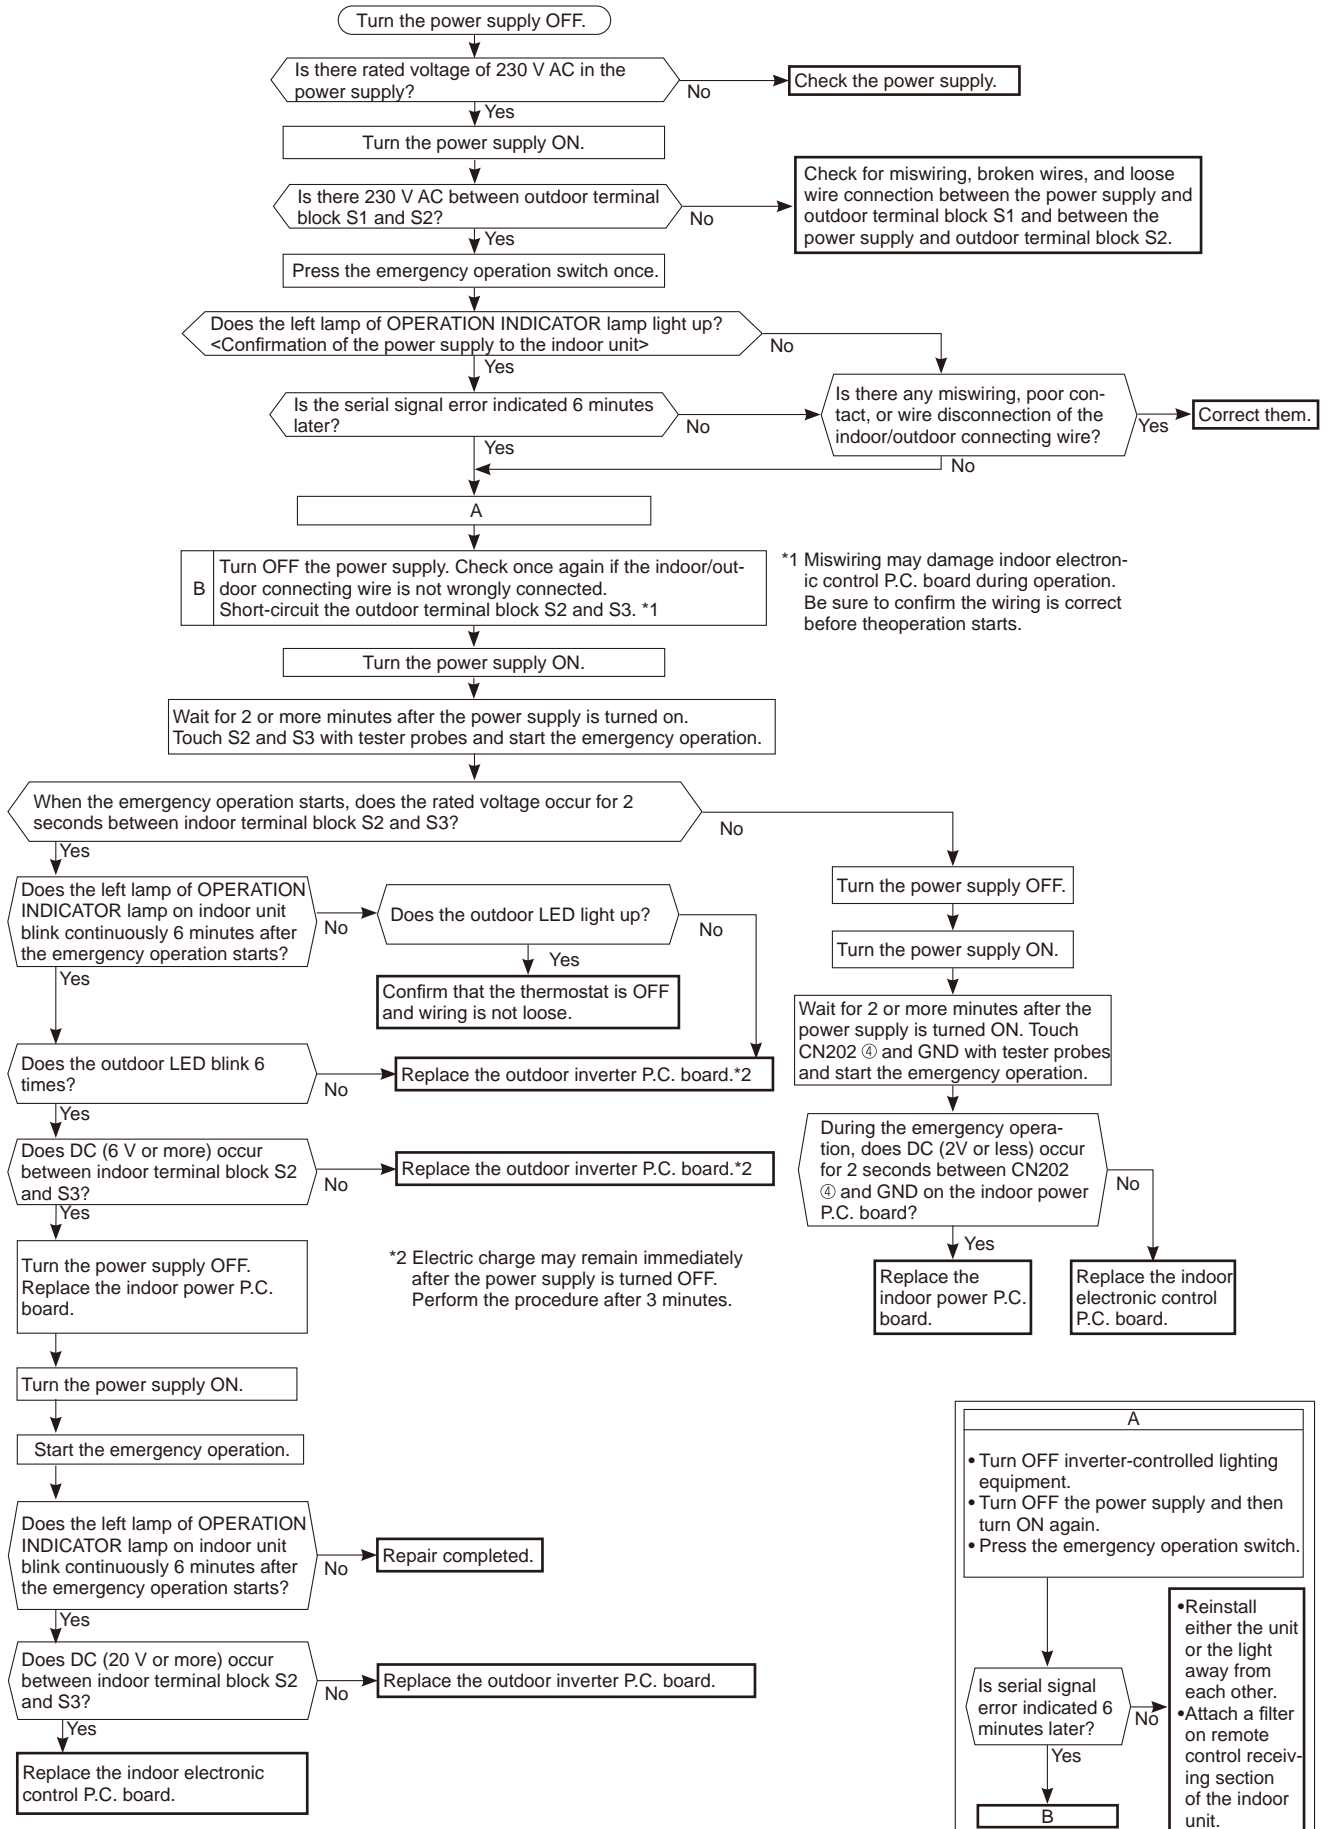 Turn the power supply OFF.
Is there rated voltage of 230 V AC in the
power supply?
No
Check the power supply.
Yes
Turn the power supply ON.
Is there 230 V AC between outdoor terminal
block S1 and S2?
No
Check for miswiring, broken wires, and loose
wire connection between the power supply and
outdoor terminal block S1 and between the
power supply and outdoor terminal block S2.
Yes
Press the emergency operation switch once.
Does the left lamp of OPERATION INDICATOR lamp light up?
<Confirmation of the power supply to the indoor unit>
No
Yes
Is the serial signal error indicated 6 minutes
later?
No
Is there any miswiring, poor con-
tact, or wire disconnection of the
indoor/outdoor connecting wire?
Yes
Correct them.
Yes
No
A
B
Turn OFF the power supply. Check once again if the indoor/out-
door connecting wire is not wrongly connected.
Short-circuit the outdoor terminal block S2 and S3. *1
*1 Miswiring may damage indoor electron-
ic control P.C. board during operation.
Be sure to confirm the wiring is correct
before theoperation starts.
Turn the power supply ON.
Wait for 2 or more minutes after the power supply is turned on.
Touch S2 and S3 with tester probes and start the emergency operation.
When the emergency operation starts, does the rated voltage occur for 2
seconds between indoor terminal block S2 and S3?
No
Yes
Does the left lamp of OPERATION
INDICATOR lamp on indoor unit
blink continuously 6 minutes after
the emergency operation starts?
No
Does the outdoor LED light up?
No
Yes
Confirm that the thermostat is OFF
and wiring is not loose.
Yes
Does the outdoor LED blink 6
times?
No
Replace the outdoor inverter P.C. board.*2
Yes
Does DC (6 V or more) occur
between indoor terminal block S2
and S3?
No
Replace the outdoor inverter P.C. board.*2
Yes
Turn the power supply OFF.
Replace the indoor power P.C.
board.
*2 Electric charge may remain immediately
after the power supply is turned OFF.
Perform the procedure after 3 minutes.
Turn the power supply ON.
Start the emergency operation.
Does the left lamp of OPERATION
INDICATOR lamp on indoor unit
blink continuously 6 minutes after
the emergency operation starts?
No
Repair completed.
Yes
Does DC (20 V or more) occur
between indoor terminal block S2
and S3?
No
Replace the outdoor inverter P.C. board.
Yes
Replace the indoor electronic
control P.C. board.
Turn the power supply OFF.
Turn the power supply ON.
Wait for 2 or more minutes after the
power supply is turned ON. Touch
CN202 ④ and GND with tester probes
and start the emergency operation.
During the emergency opera-
tion, does DC (2V or less) occur
for 2 seconds between CN202
④ and GND on the indoor power
P.C. board?
No
Yes
Replace the
indoor power P.C.
board.
Replace the indoor
electronic control
P.C. board.
A
• Turn OFF inverter-controlled lighting
equipment.
• Turn OFF the power supply and then
turn ON again.
• Press the emergency operation switch.
Is serial signal
error indicated 6
minutes later?
No
•Reinstall
either the unit
or the light
away from
each other.
•Attach a filter
on remote
control receiv-
ing section
of the indoor
unit.
Yes
B